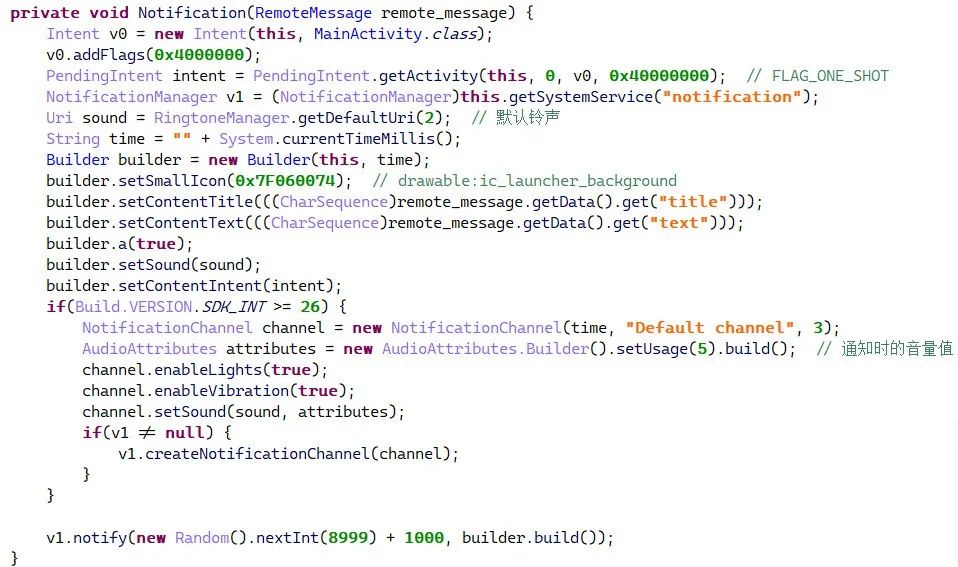 private void Notification(RemoteMessage remote_message) {
    Intent v0 = new Intent(this, MainActivity.class);
    v0.addFlags(0x4000000);
    PendingIntent intent = PendingIntent.getActivity(this, 0, v0, 0x40000000);  // FLAG_ONE_SHOT
    NotificationManager v1 = (NotificationManager)this.getSystemService("notification");
    Uri sound = RingtoneManager.getDefaultUri(2);  // 默认铃声
    String time = "" + System.currentTimeMillis();
    Builder builder = new Builder(this, time);
    builder.setSmallIcon(0x7F060074);  // drawable:ic_launcher_background
    builder.setContentTitle(((CharSequence)remote_message.getData().get("title")));
    builder.setContentText(((CharSequence)remote_message.getData().get("text")));
    builder.a(true);
    builder.setSound(sound);
    builder.setContentIntent(intent);
    if(Build.VERSION.SDK_INT >= 26) {
        NotificationChannel channel = new NotificationChannel(time, "Default channel", 3);
        AudioAttributes attributes = new AudioAttributes.Builder().setUsage(5).build();  // 通知时的音量值
        channel.enableLights(true);
        channel.enableVibration(true);
        channel.setSound(sound, attributes);
        if(v1 ≠ null) {
            v1.createNotificationChannel(channel);
        }
    }
    v1.notify(new Random().nextInt(8999) + 1000, builder.build());
}